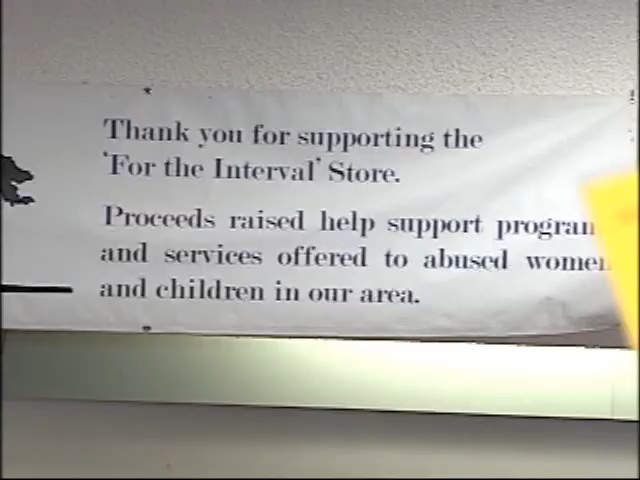 Thank you for supporting the
'For the Interval' Store.
Proceeds raised help support program
and services offered to abused women
and children in our area.